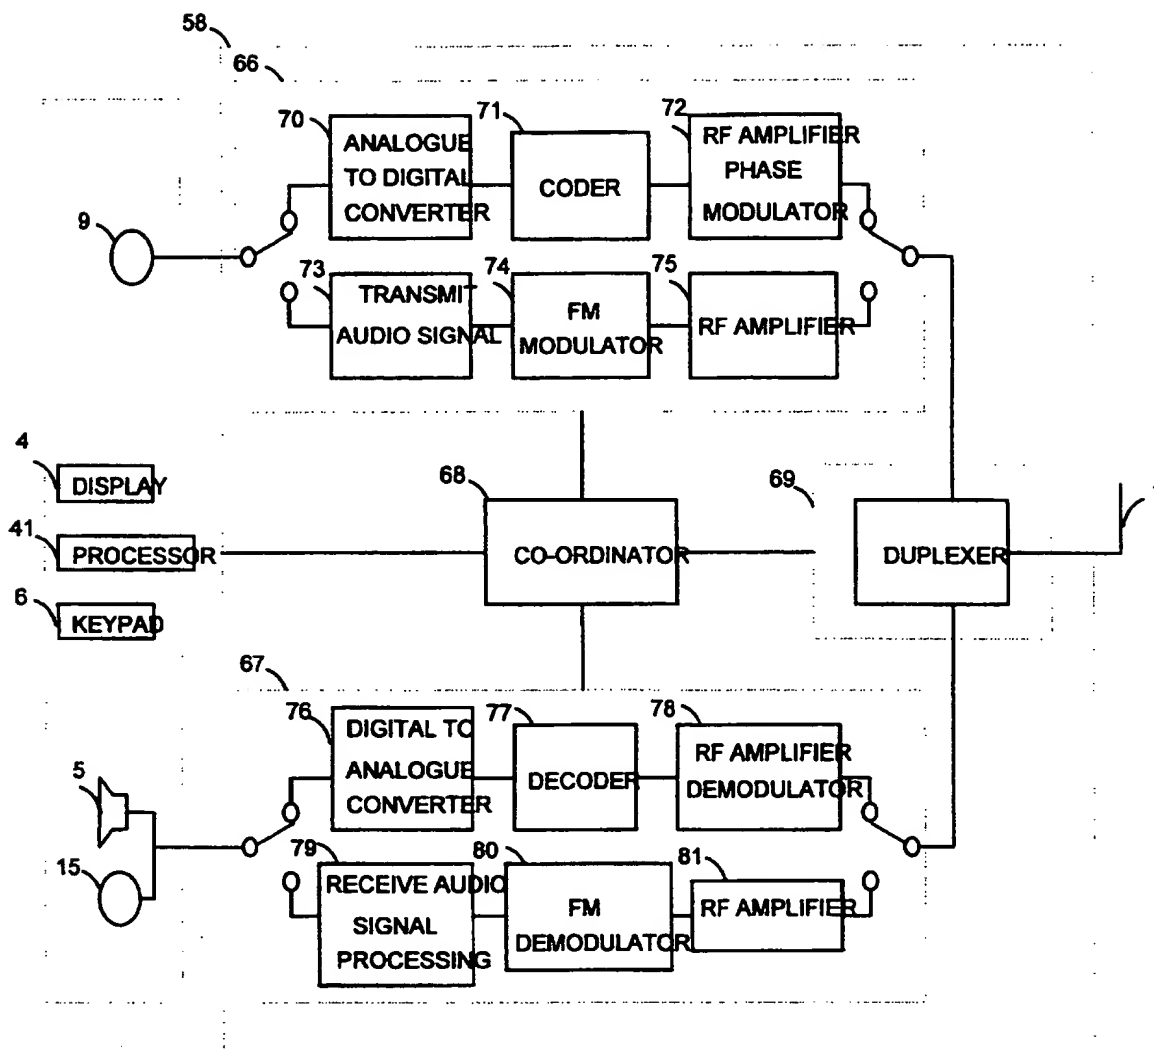 58
66
70
71
72
ANALOGUE
TO DIGITAL
CONVERTER
CODER
RF AMPLIFIER
PHASE
MODULATOR
9
73
74
75
TRANSMIT
AUDIO SIGNAL
FM
MODULATOR
RF AMPLIFIER
4
DISPLAY
68
69
41
PROCESSOR
CO-ORDINATOR
DUPLEXER
6
KEYPAD
67
76
77
78
DIGITAL TO
ANALOGUE
CONVERTER
DECODER
RF AMPLIFIER
DEMODULATOR
5
79
80
81
15
RECEIVE AUDIO
SIGNAL
PROCESSING
FM
DEMODULATOR
RF AMPLIFIER